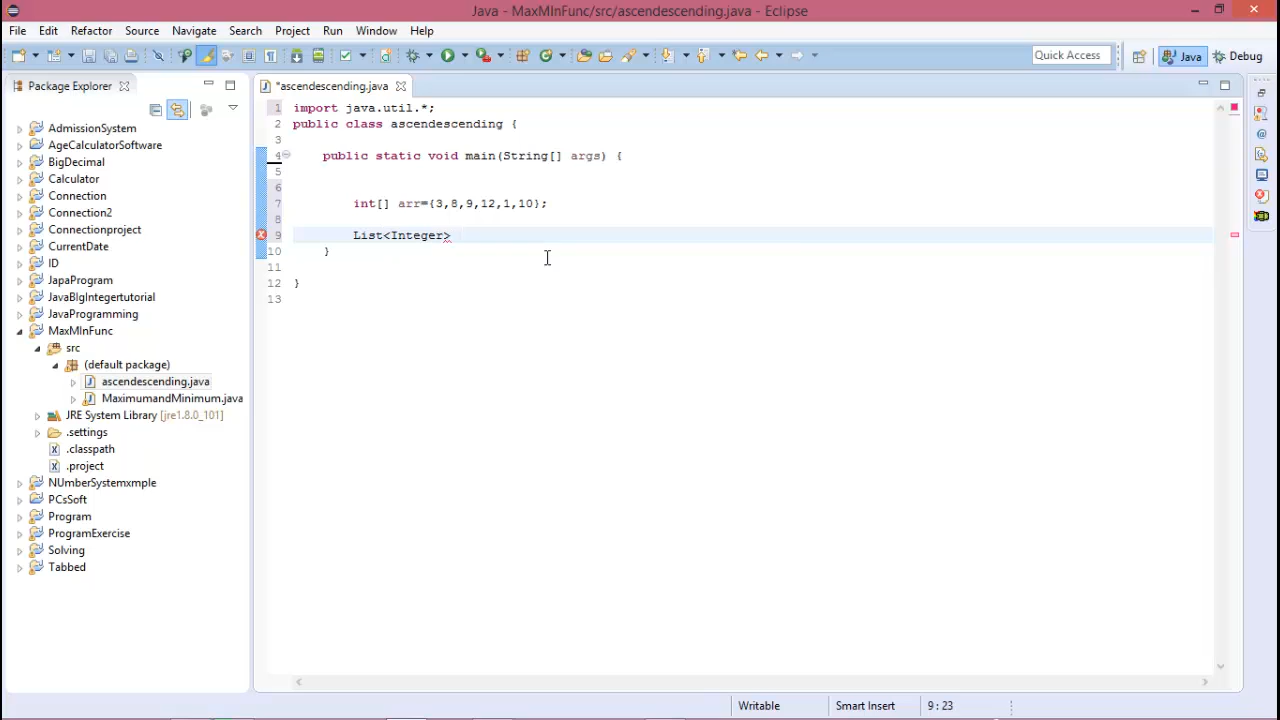 Java - MaxMInFunc/src/ascendescending.java - Eclipse
File Edit Refactor Source Navigate Search Project Run Window Help
Quick Access Java Debug
Package Explorer
*ascendescending.java
AdmissionSystem
AgeCalculatorSoftware
BigDecimal
Calculator
Connection
Connection2
Connectionproject
CurrentDate
ID
JapaProgram
JavaBIgIntegertutorial
JavaProgramming
MaxMInFunc
src
(default package)
ascendescending.java
MaximumandMinimum.java
JRE System Library [jre1.8.0_101]
.settings
.classpath
.project
NUmberSystemxmple
PCsSoft
Program
ProgramExercise
Solving
Tabbed
1 import java.util.*;
2 public class ascendescending {
3
4 public static void main(String[] args) {
5
6
7 int[] arr={3,8,9,12,1,10};
8
9 List<Integer>
10 }
11
12 }
13
Writable Smart Insert 9 : 23